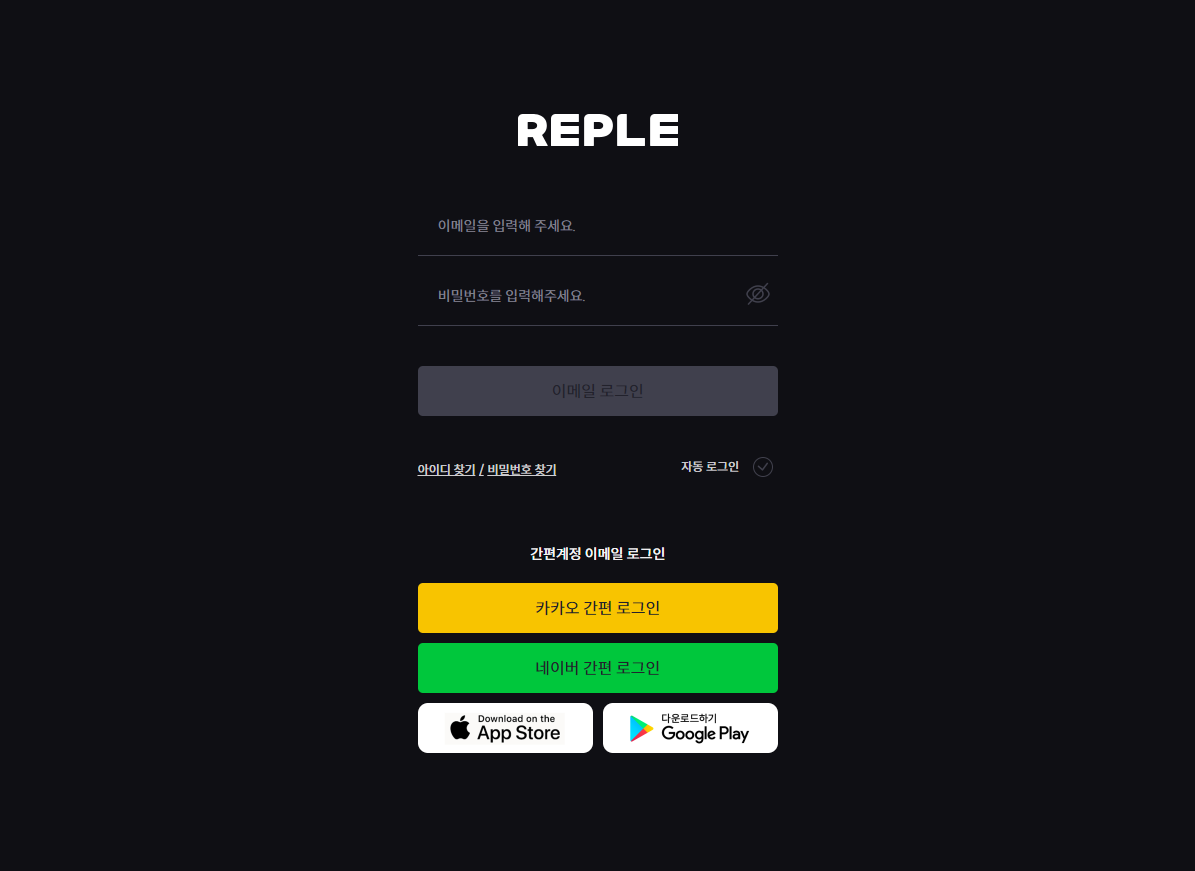 REPLE
이메일을 입력해 주세요.
비밀번호를 입력해주세요.
이메일 로그인
아이디 찾기 / 비밀번호 찾기
자동 로그인
간편계정 이메일 로그인
카카오 간편 로그인
네이버 간편 로그인
Download on the
App Store
다운로드하기
Google Play